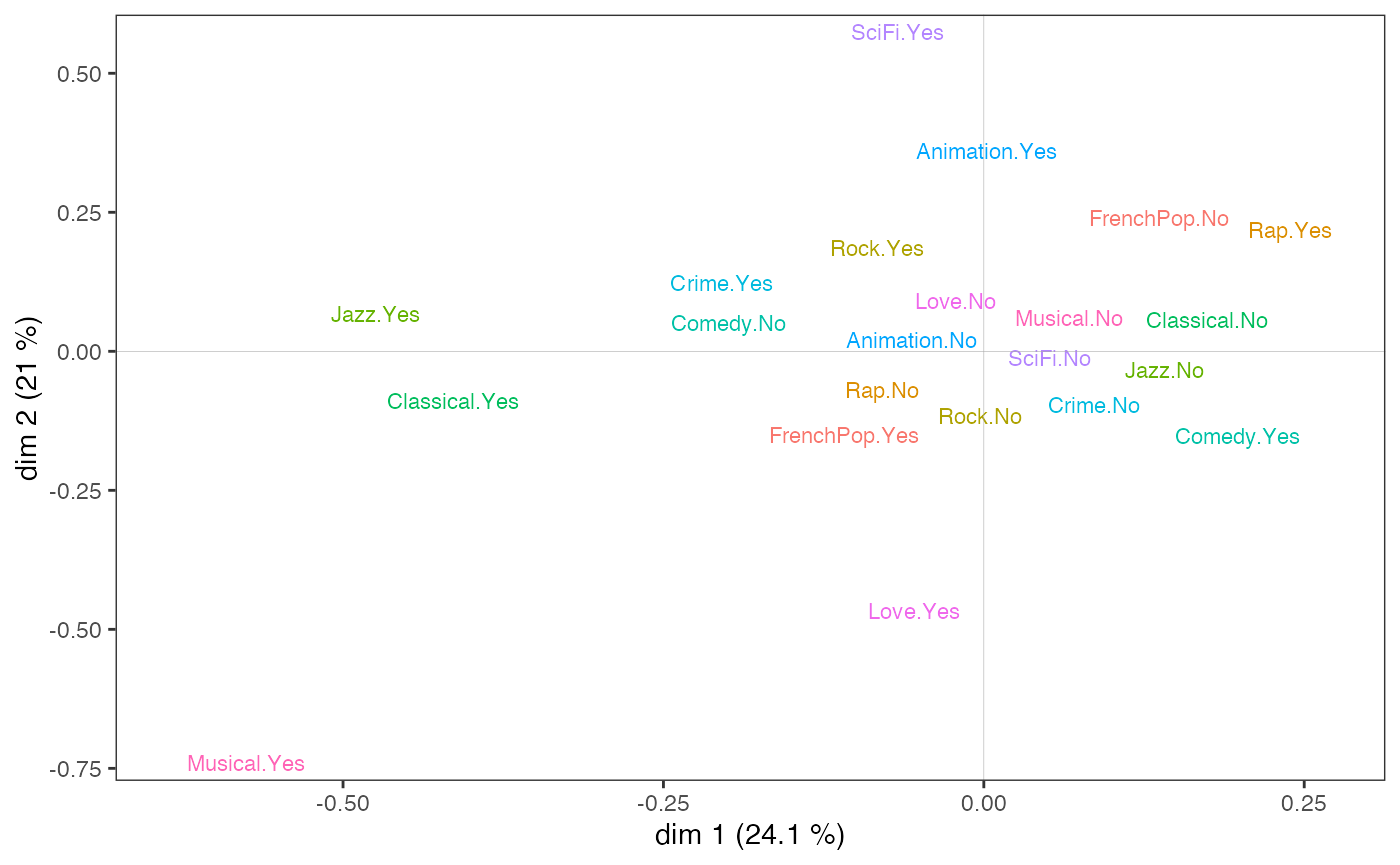 SciFi.Yes
0.50
Animation.Yes
0.25
FrenchPop.No
Rap.Yes
Rock.Yes
Crime.Yes
Love.No
Jazz.Yes
Comedy.No
Musical.No
Classical.No
Animation.No
0.00
SciFi.No
Jazz.No
Rap.No
Classical.Yes
Crime.No
Rock.No
FrenchPop.Yes
Comedy.Yes
-0.25
Love.Yes
-0.50
Musical.Yes
-0.75
dim 2 (21 %)
-0.50 -0.25 0.00 0.25
dim 1 (24.1 %)